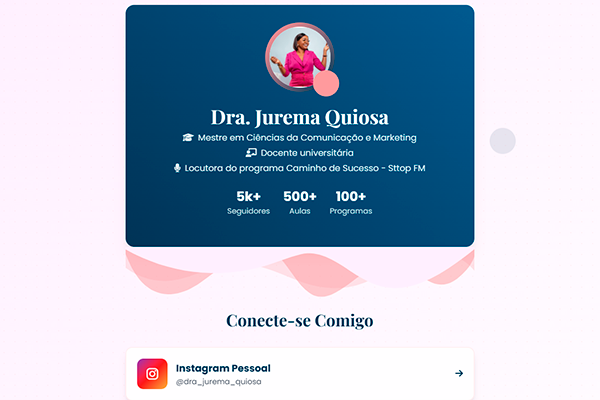 Dra. Jurema Quiosa
Mestre em Ciências da Comunicação e Marketing
Docente universitária
Locutora do programa Caminho de Sucesso - Sttop FM
5k+ 500+ 100+
Seguidores Aulas Programas
Conecte-se Comigo
Instagram Pessoal
@dra_jurema_quiosa